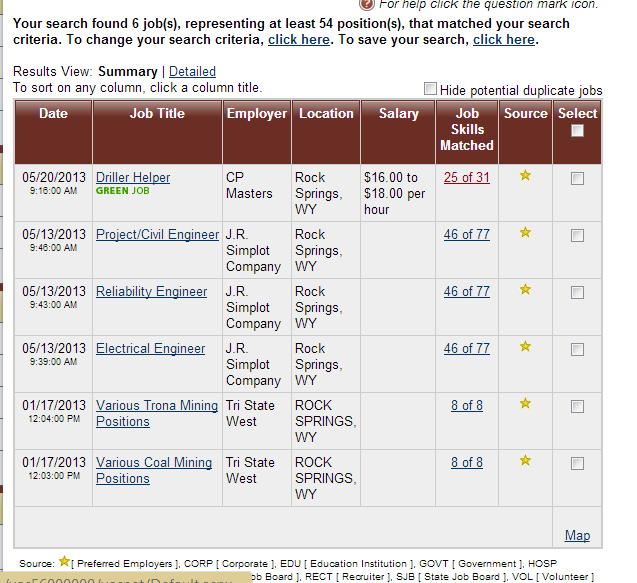 For help click the question mark icon.
Your search found 6 job(s), representing at least 54 position(s), that matched your search
criteria. To change your search criteria, click here. To save your search, click here.
Results View: Summary | Detailed
To sort on any column, click a column title.
Hide potential duplicate jobs
Date Job Title Employer Location Salary Job Skills Matched Source Select
05/20/2013 Driller Helper CP Rock $16.00 to 25 of 31
9:16:00 AM GREEN JOB Masters Springs, $18.00 per
WY hour
05/13/2013 Project/Civil Engineer J.R. Rock 46 of 77
9:46:00 AM Simplot Springs,
Company WY
05/13/2013 Reliability Engineer J.R. Rock 46 of 77
9:43:00 AM Simplot Springs,
Company WY
05/13/2013 Electrical Engineer J.R. Rock 46 of 77
9:39:00 AM Simplot Springs,
Company WY
01/17/2013 Various Trona Mining Tri State ROCK 8 of 8
12:04:00 PM Positions West SPRINGS,
WY
01/17/2013 Various Coal Mining Tri State ROCK 8 of 8
12:03:00 PM Positions West SPRINGS,
WY
Map
Source: [ Preferred Employers ], CORP [ Corporate ], EDU [ Education Institution ], GOVT [ Government ], HOSP
ob Board ], RECT [ Recruiter ], SJB [ State Job Board ], VOL [ Volunteer ]